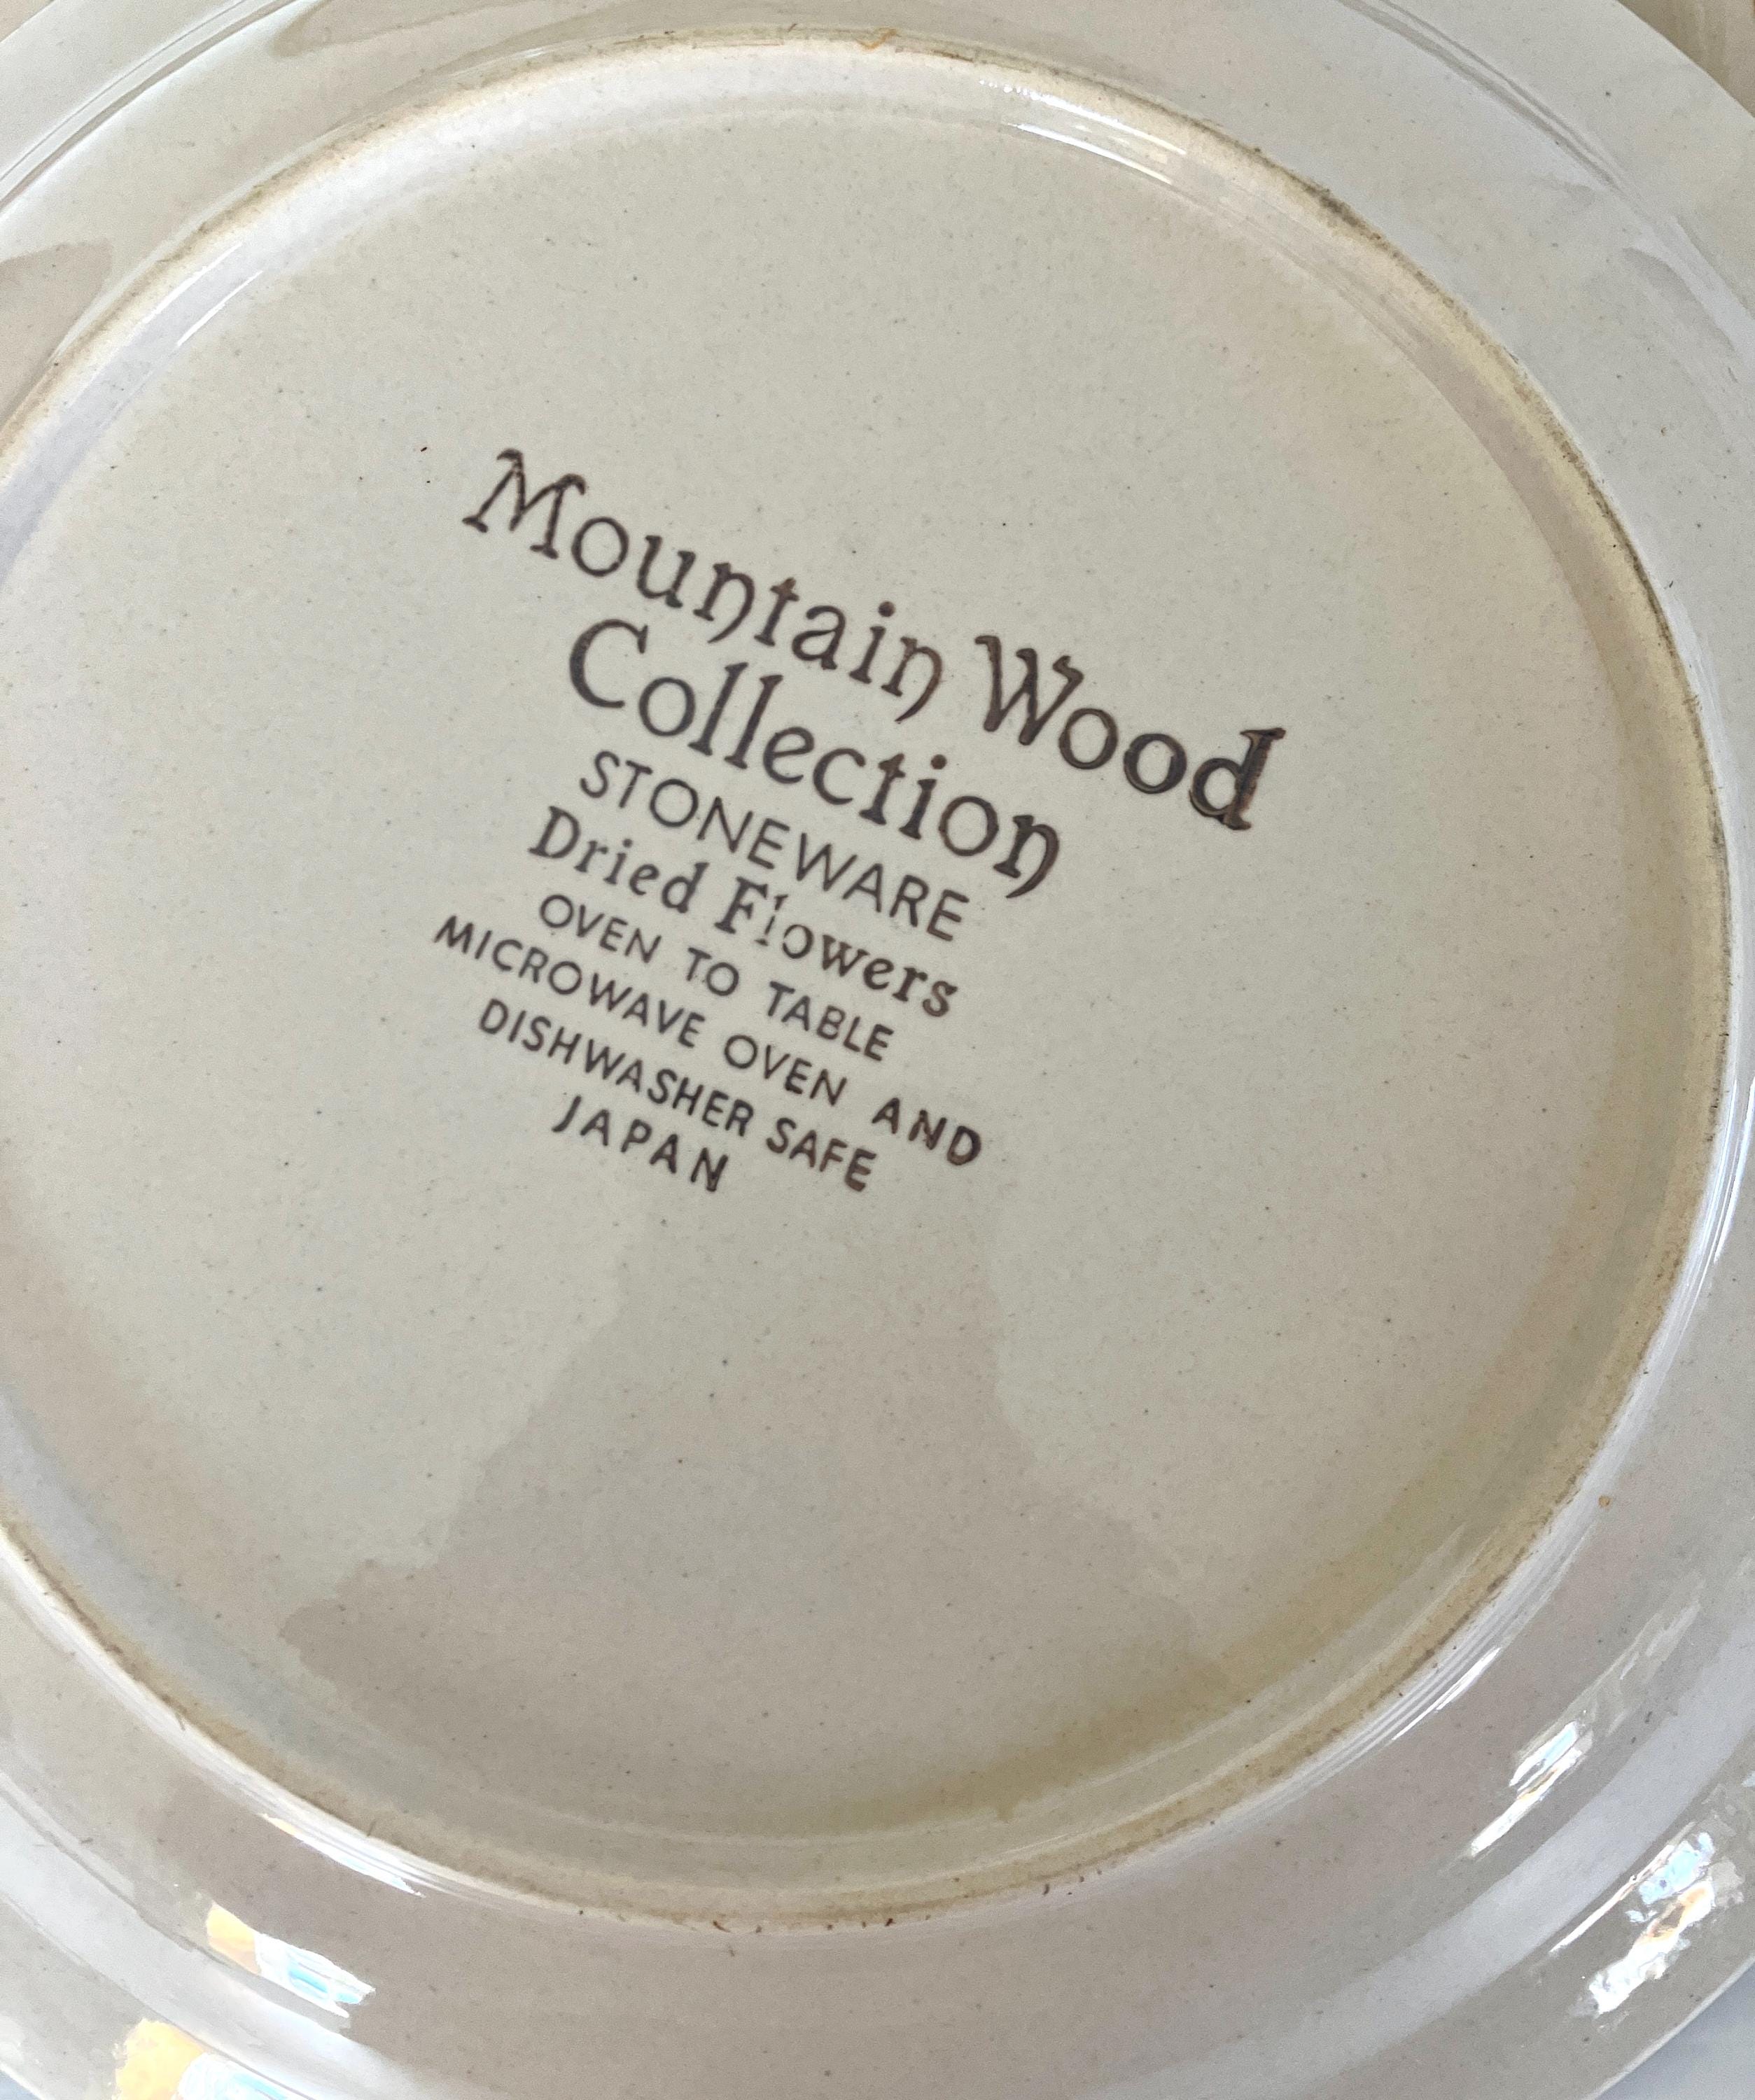 Mountain Wood
Collection
STONEWARE
Dried Flowers
OVEN TO TABLE
MICROWAVE OVEN AND
DISHWASHER SAFE
JAPAN